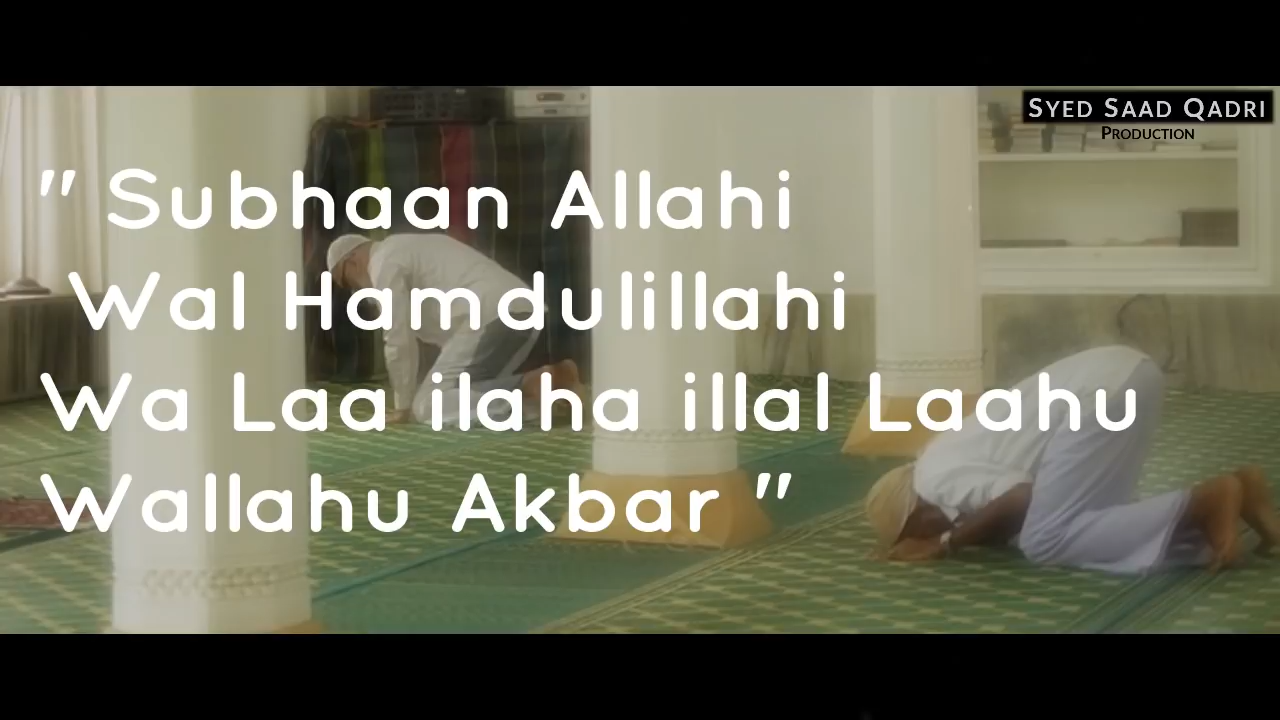 SYED SAAD QADRI
PRODUCTION
" Subhaan Allahi
Wal Hamdulillahi
Wa Laa ilaha illal Laahu
Wallahu Akbar "